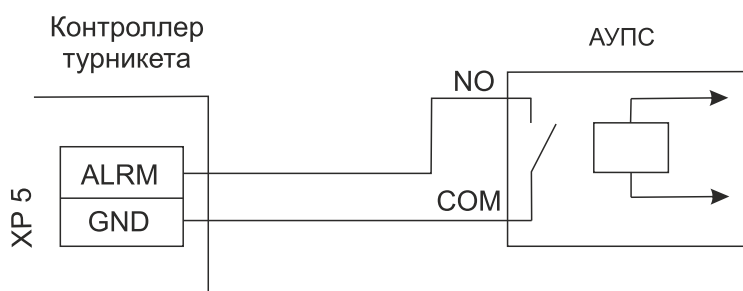 Контроллер
турникета
АУПС
NO
ALRM
COM
GND
XP 5